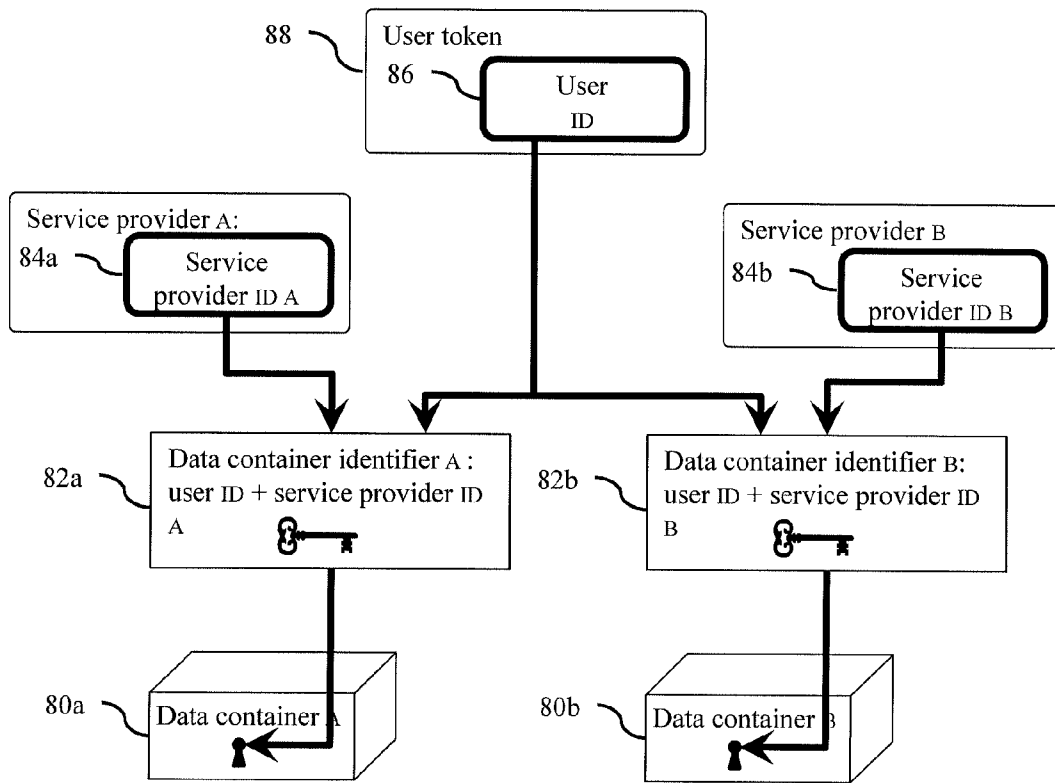 88
User token
86
User
ID
Service provider A:
84a
Service
provider ID A
Service provider B
84b
Service
provider ID B
82a
Data container identifier A :
user ID + service provider ID
A
82b
Data container identifier B:
user ID + service provider ID
B
80a
Data container A
80b
Data container B